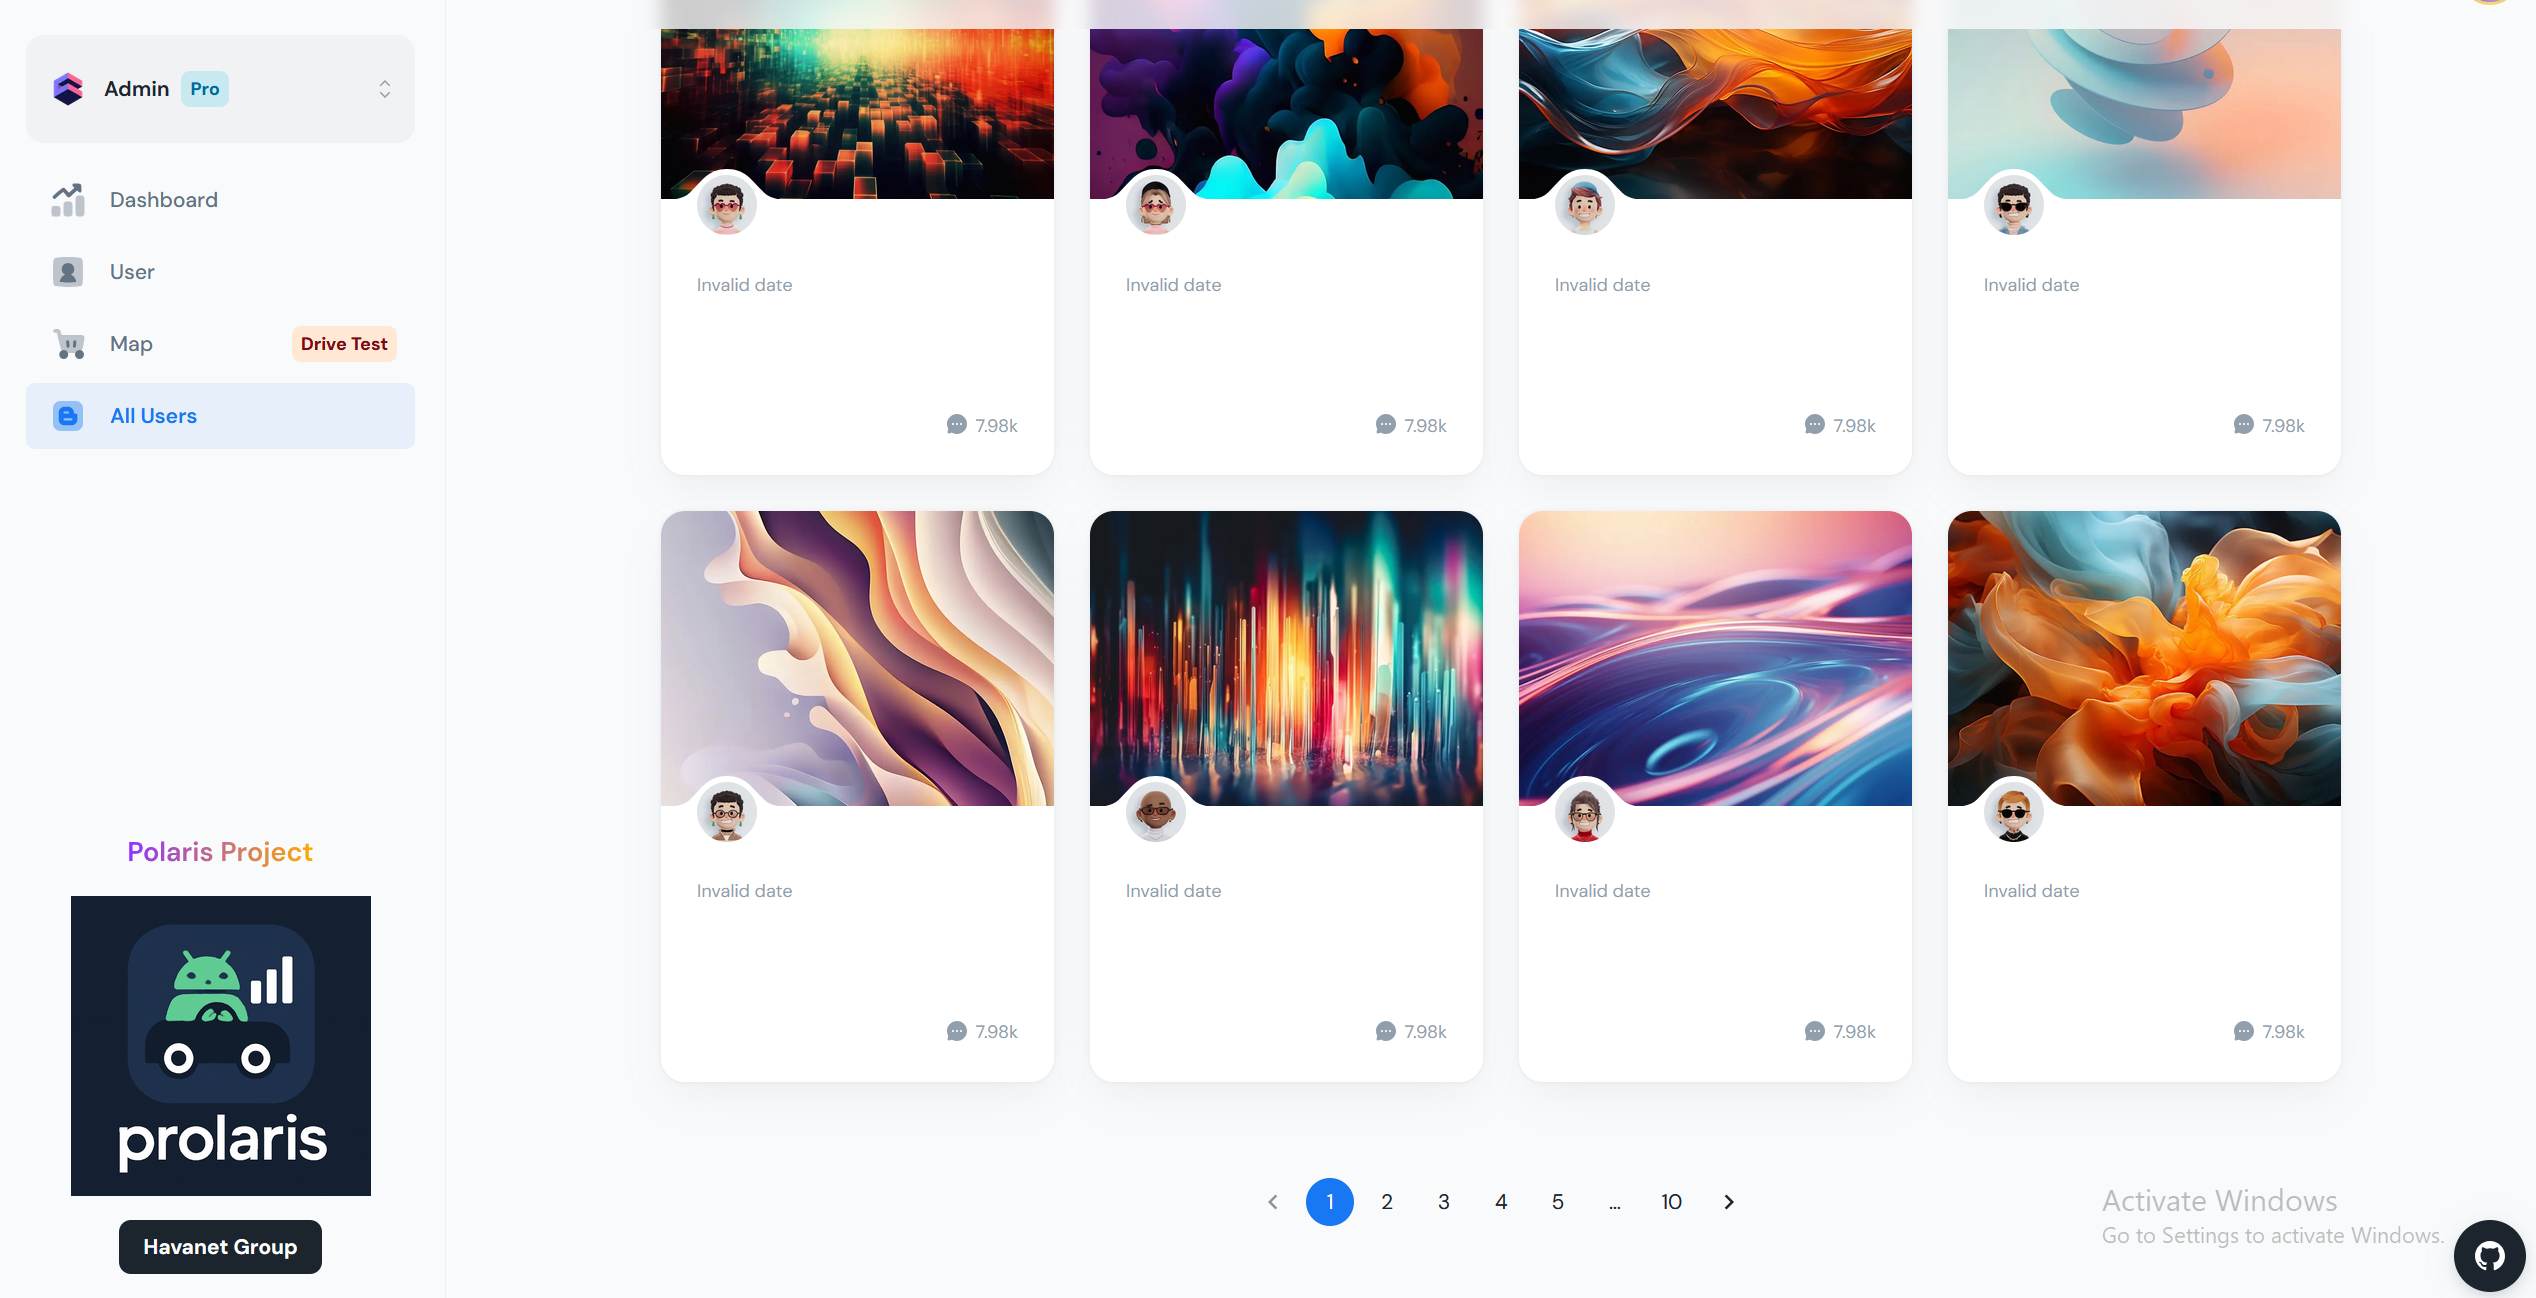 Admin Pro
Dashboard
User
Map Drive Test
All Users
Polaris Project
prolaris
Havanet Group
Invalid date
Invalid date
Invalid date
Invalid date
7.98k
7.98k
7.98k
7.98k
Invalid date
Invalid date
Invalid date
Invalid date
7.98k
7.98k
7.98k
7.98k
1 2 3 4 5 ... 10
Activate Windows
Go to Settings to activate Windows.